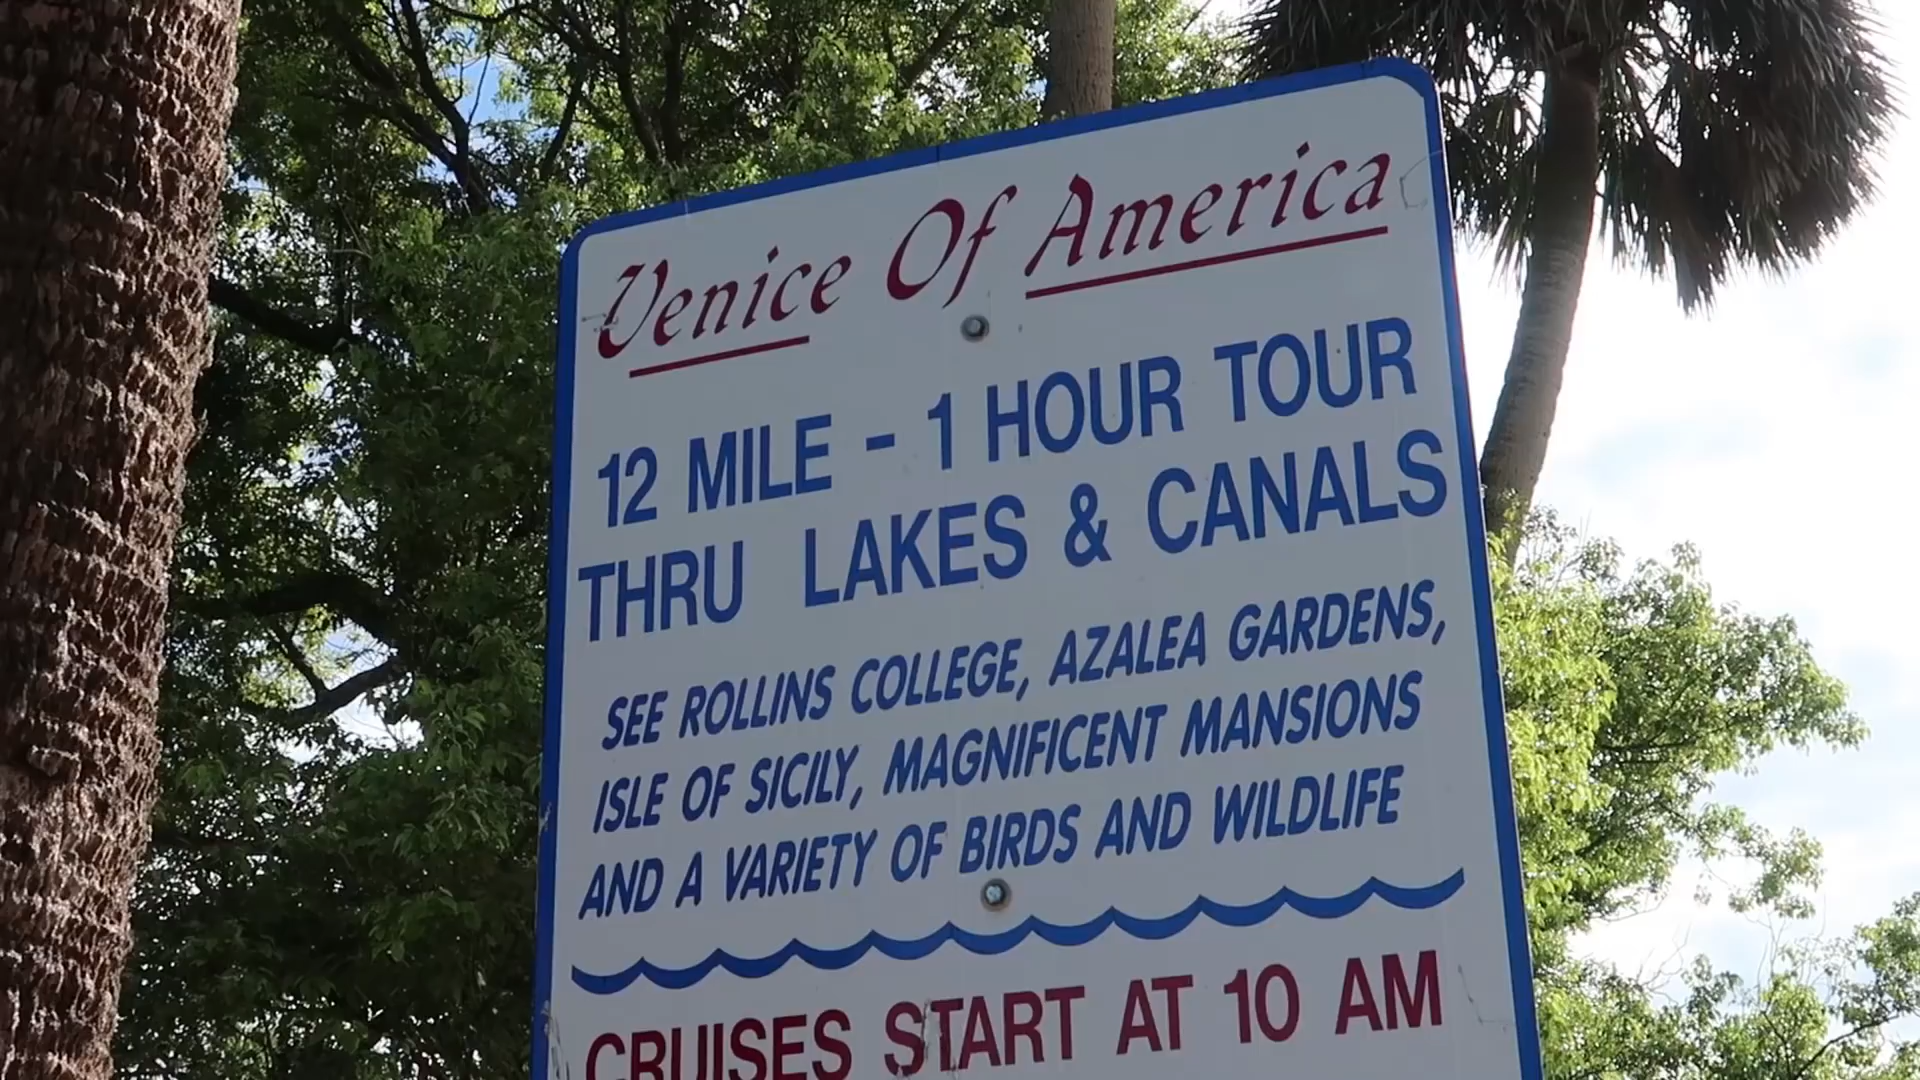 Venice Of America
12 MILE - 1 HOUR TOUR
THRU LAKES & CANALS
SEE ROLLINS COLLEGE, AZALEA GARDENS,
ISLE OF SICILY, MAGNIFICENT MANSIONS
AND A VARIETY OF BIRDS AND WILDLIFE
CRUISES START AT 10 AM